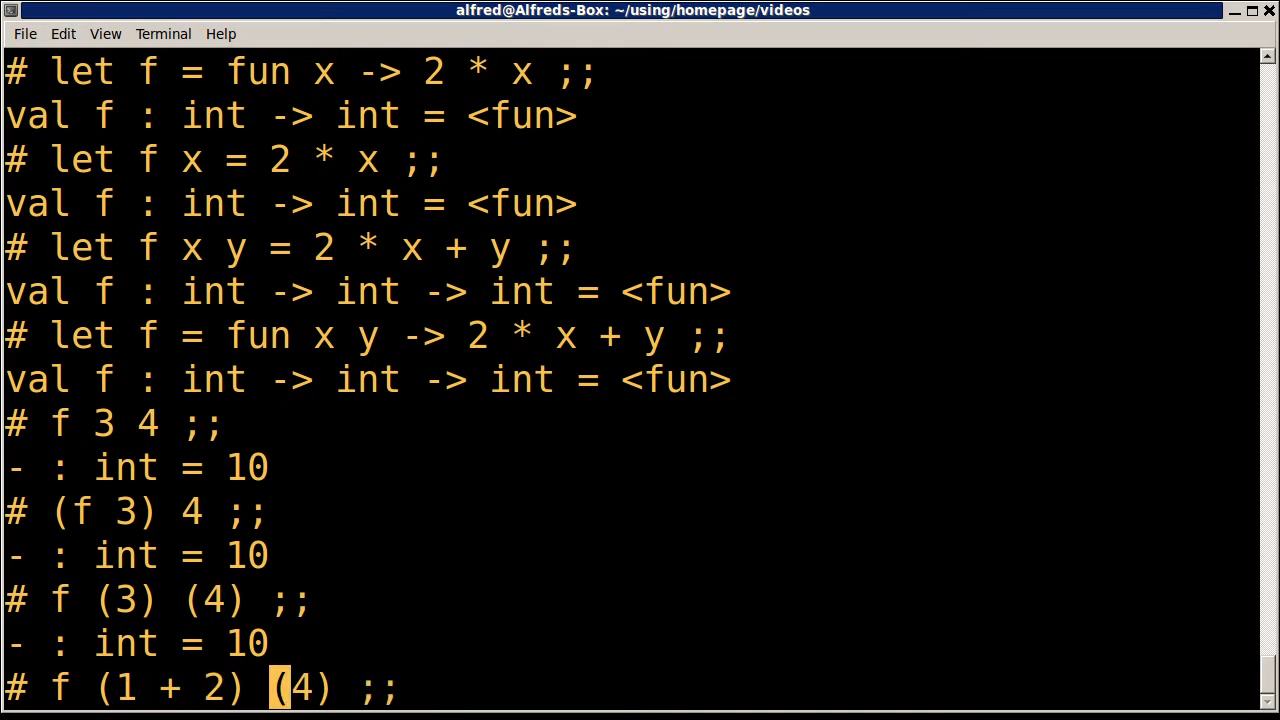 alfred@Alfreds-Box: ~/using/homepage/videos
File Edit View Terminal Help
# let f = fun x -> 2 * x ;;
val f : int -> int = <fun>
# let f x = 2 * x ;;
val f : int -> int = <fun>
# let f x y = 2 * x + y ;;
val f : int -> int -> int = <fun>
# let f = fun x y -> 2 * x + y ;;
val f : int -> int -> int = <fun>
# f 3 4 ;;
- : int = 10
# (f 3) 4 ;;
- : int = 10
# f (3) (4) ;;
- : int = 10
# f (1 + 2) (4) ;;